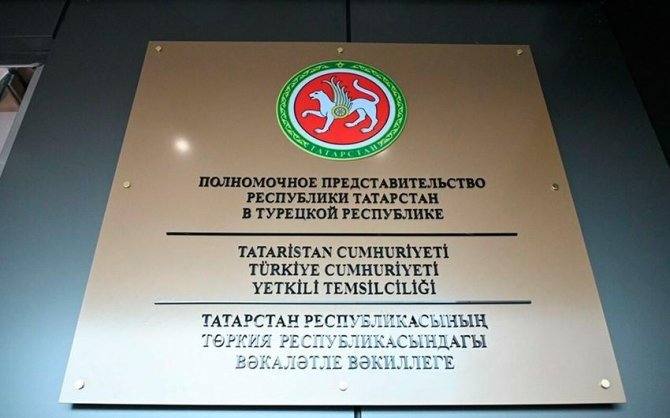 ТАТАРСТАН
ПОЛНОМОЧНОЕ ПРЕДСТАВИТЕЛЬСТВО
РЕСПУБЛИКИ ТАТАРСТАН
В ТУРЕЦКОЙ РЕСПУБЛИКЕ
TATARİSTAN CUMHURİYETİ
TÜRKİYE CUMHURİYETİ
YETKİLİ TEMSİLCİLİĞİ
ТАТАРСТАН РЕСПУБЛИКАСЫНЫҢ
ТӨРКИЯ РЕСПУБЛИКАСЫНДАГЫ
ВӘКАЛӘТЛЕ ВӘКИЛЛЕГЕ